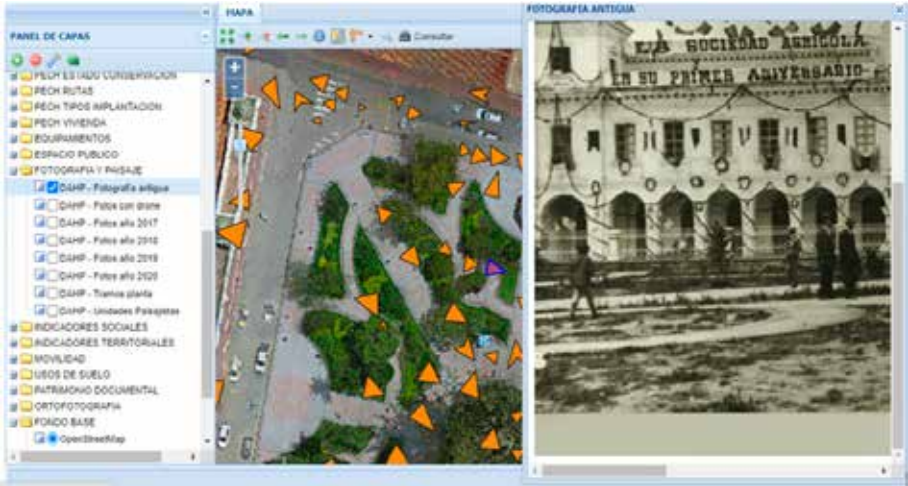 PANEL DE CAPAS
PECH ESTADO CONSERVACION
PECH RUTAS
PECH TIPOS IMPLANTACION
PECH VIVIENDA
EQUIPAMIENTOS
ESPACIO PUBLICO
FOTOGRAFIA Y PAISAJE
DAHP - Fotografía antigua
DAHP - Fotos con drone
DAHP - Fotos año 2017
DAHP - Fotos año 2018
DAHP - Fotos año 2019
DAHP - Fotos año 2020
DAHP - Tramos planta
DAHP - Unidades Paisajetas
INDICADORES SOCIALES
INDICADORES TERRITORIALES
MOVILIDAD
USOS DE SUELO
PATRIMONIO DOCUMENTAL
ORTOFOTOGRAFIA
FONDO BASE
OpenStreetMap
MAPA
Consultar
FOTOGRAFIA ANTIGUA
SOCIEDAD AGRICOLA
EN SU PRIMER ANIVERSARIO